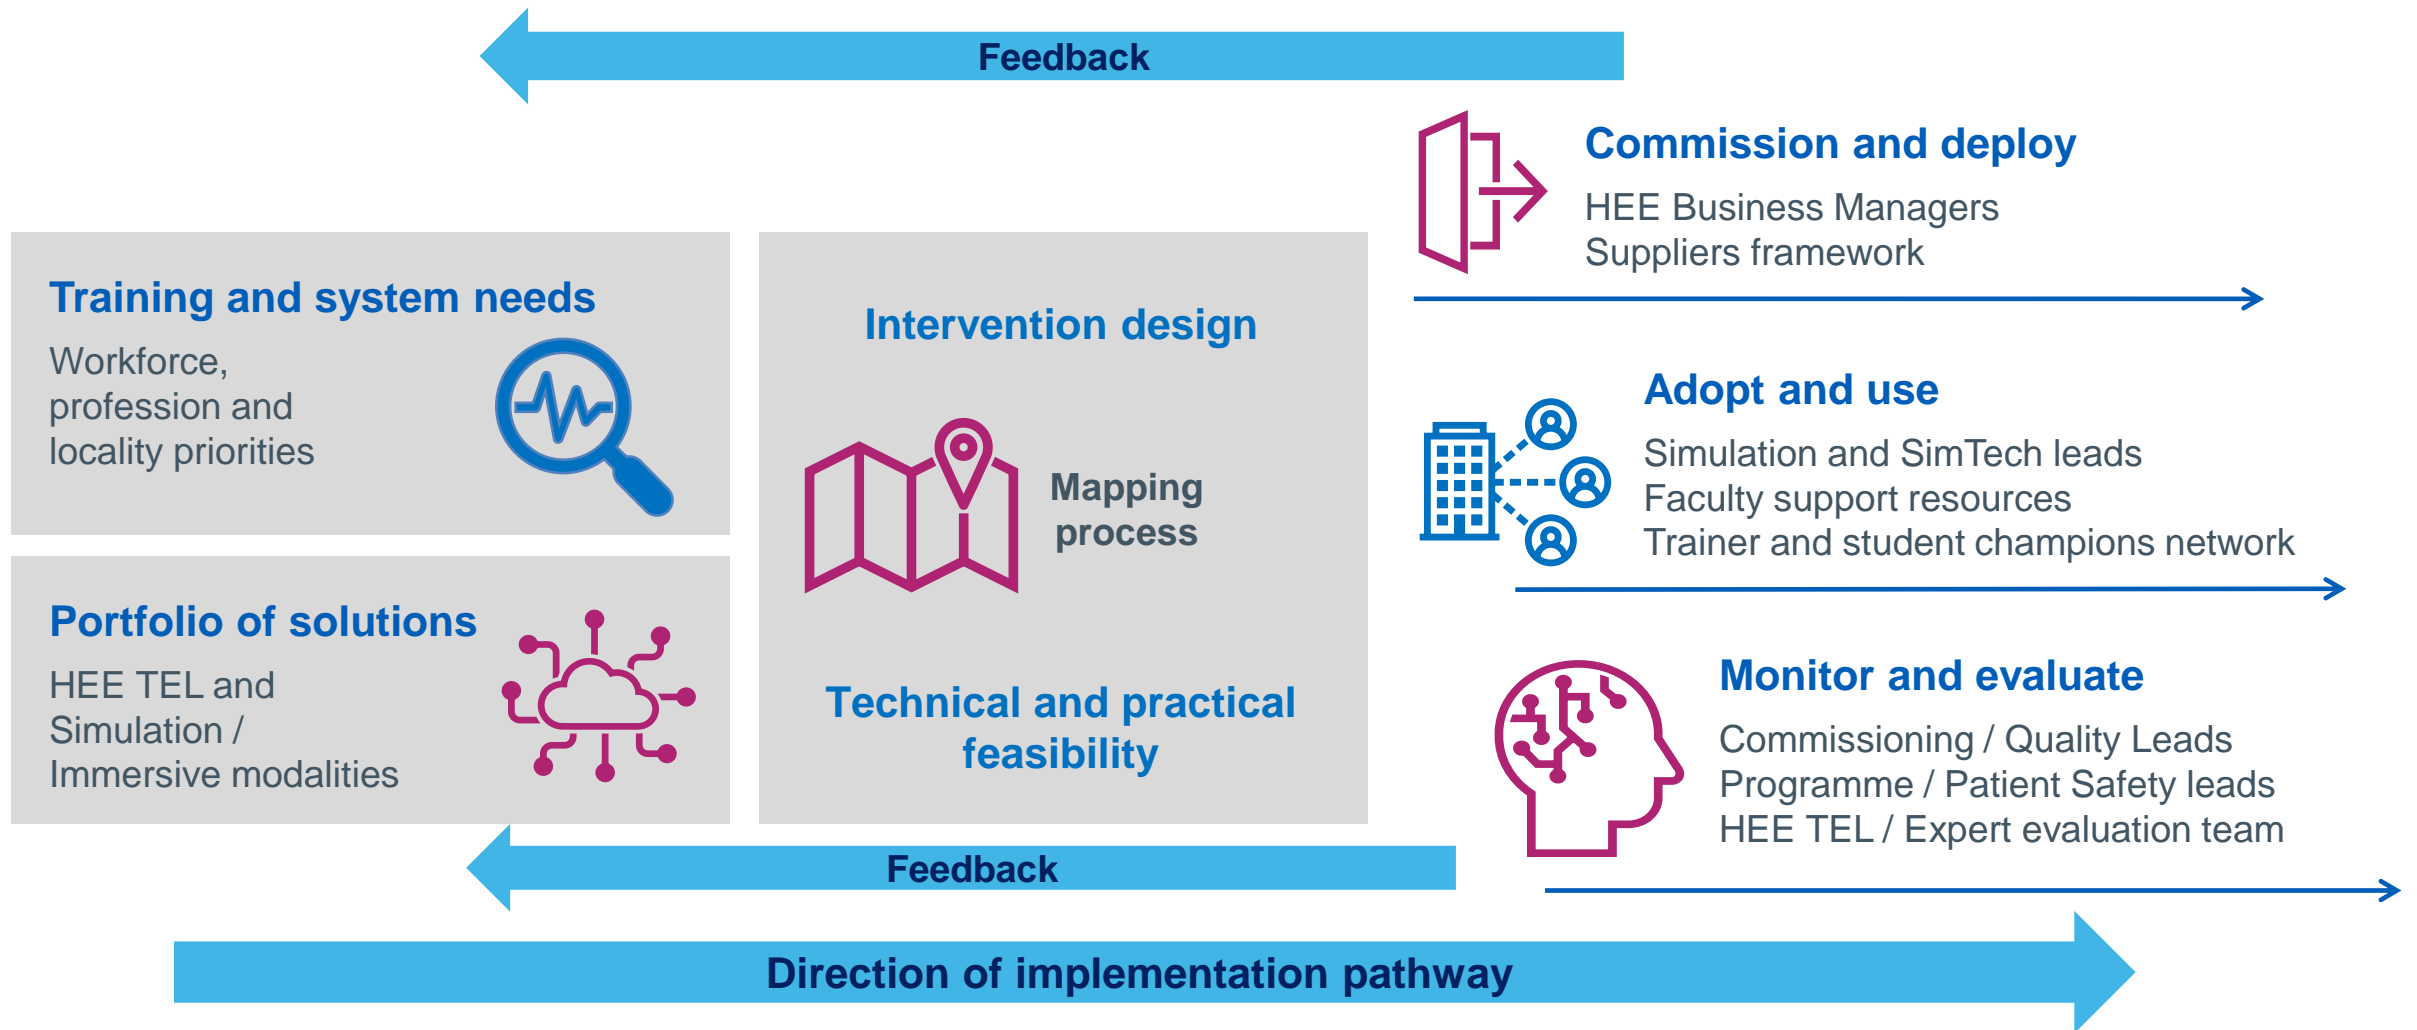 Feedback
Training and system needs
Workforce,
profession and
locality priorities
Portfolio of solutions
HEE TEL and
Simulation /
Immersive modalities
Intervention design
Mapping
process
Technical and practical
feasibility
Commission and deploy
HEE Business Managers
Suppliers framework
Adopt and use
Simulation and SimTech leads
Faculty support resources
Trainer and student champions network
Monitor and evaluate
Commissioning / Quality Leads
Programme / Patient Safety leads
HEE TEL / Expert evaluation team
Feedback
Direction of implementation pathway